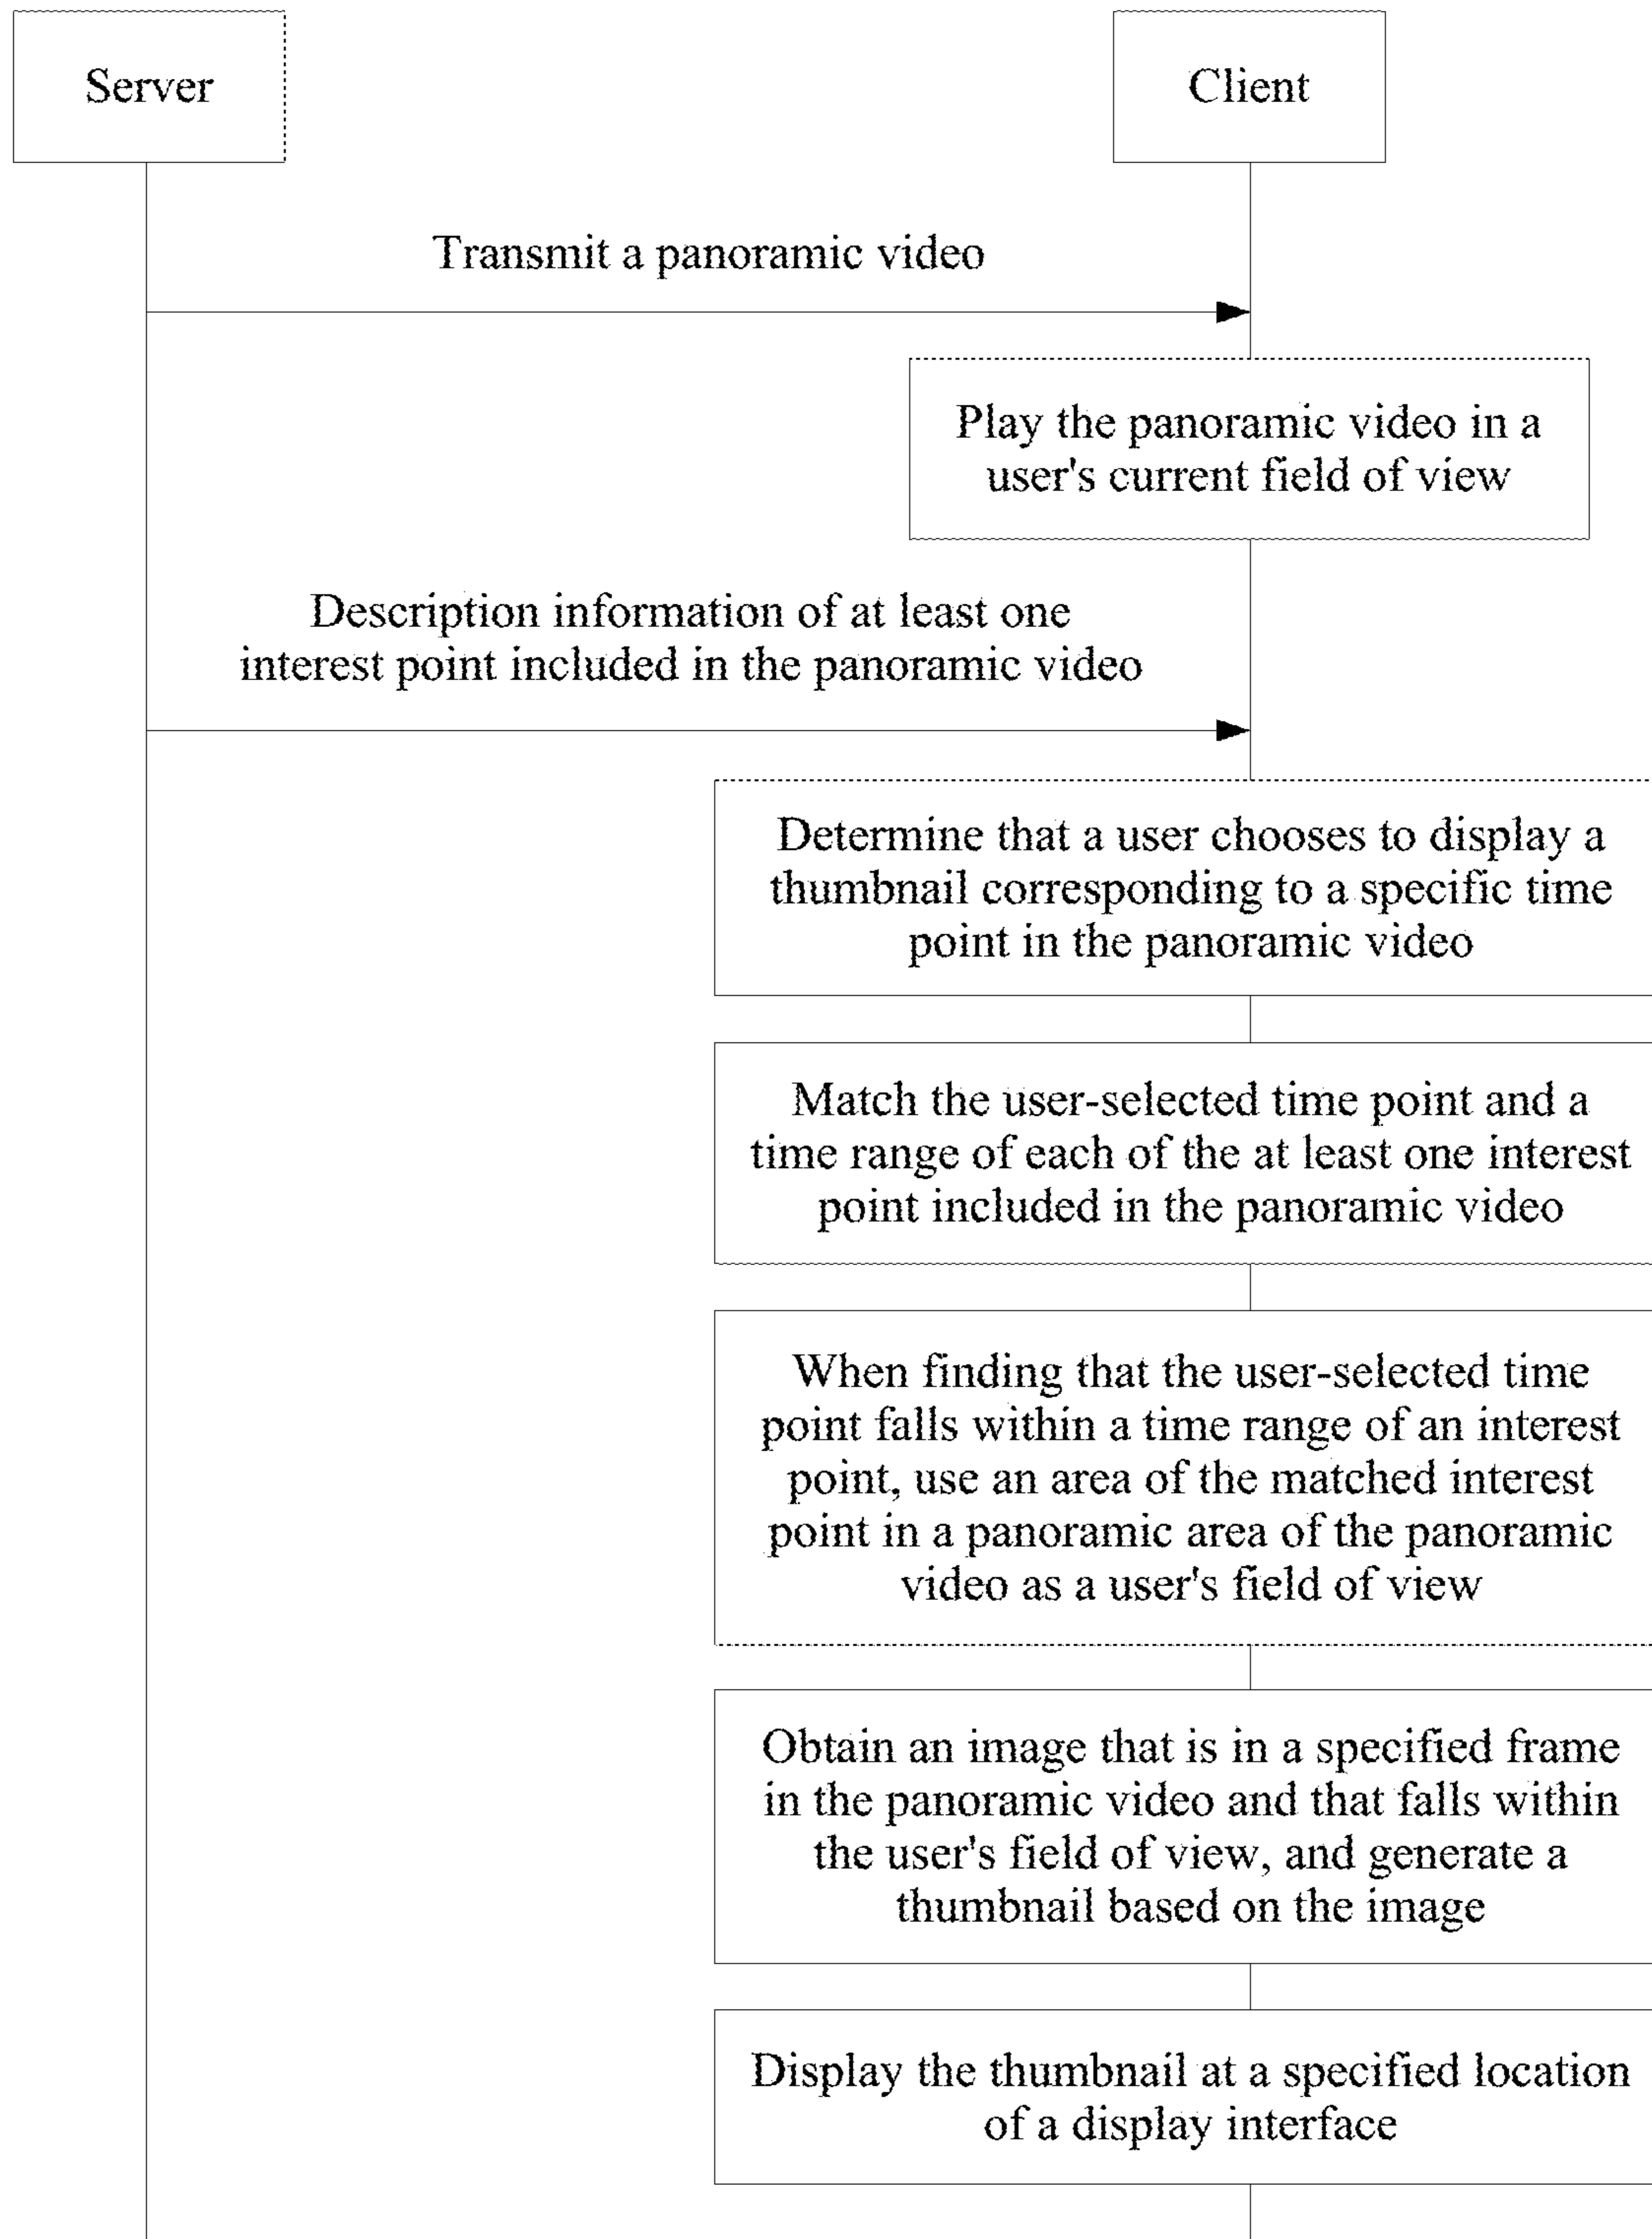 Server
Client
Transmit a panoramic video
Play the panoramic video in a
user's current field of view
Description information of at least one
interest point included in the panoramic video
Determine that a user chooses to display a
thumbnail corresponding to a specific time
point in the panoramic video
Match the user-selected time point and a
time range of each of the at least one interest
point included in the panoramic video
When finding that the user-selected time
point falls within a time range of an interest
point, use an area of the matched interest
point in a panoramic area of the panoramic
video as a user's field of view
Obtain an image that is in a specified frame
in the panoramic video and that falls within
the user's field of view, and generate a
thumbnail based on the image
Display the thumbnail at a specified location
of a display interface